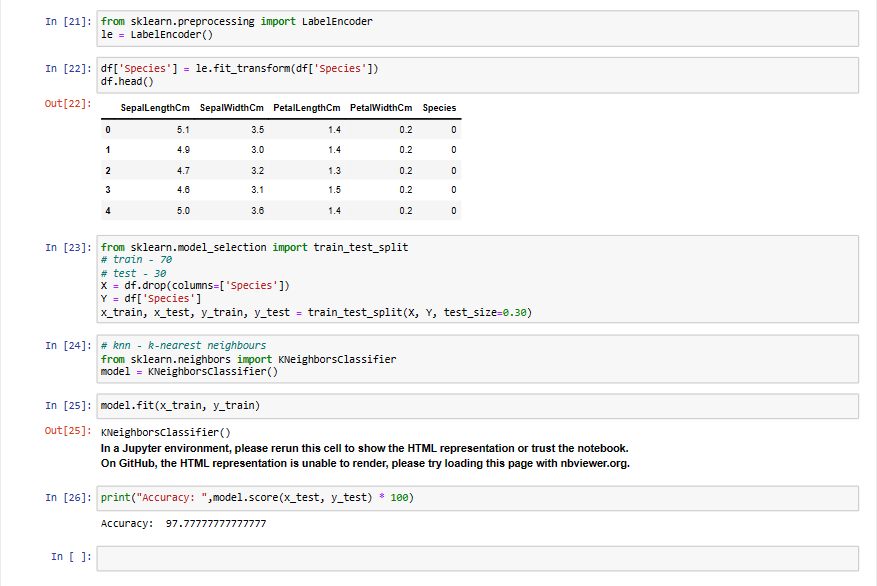 In [21]: from sklearn.preprocessing import LabelEncoder
le = LabelEncoder()
In [22]: df['Species'] = le.fit_transform(df['Species'])
df.head()
Out[22]:
SepalLengthCm SepalWidthCm PetalLengthCm PetalWidthCm Species
0 5.1 3.5 1.4 0.2 0
1 4.9 3.0 1.4 0.2 0
2 4.7 3.2 1.3 0.2 0
3 4.6 3.1 1.5 0.2 0
4 5.0 3.6 1.4 0.2 0
In [23]: from sklearn.model_selection import train_test_split
# train - 70
# test - 30
X = df.drop(columns=['Species'])
Y = df['Species']
x_train, x_test, y_train, y_test = train_test_split(X, Y, test_size=0.30)
In [24]: # knn - k-nearest neighbours
from sklearn.neighbors import KNeighborsClassifier
model = KNeighborsClassifier()
In [25]: model.fit(x_train, y_train)
Out[25]: KNeighborsClassifier()
In a Jupyter environment, please rerun this cell to show the HTML representation or trust the notebook.
On GitHub, the HTML representation is unable to render, please try loading this page with nbviewer.org.
In [26]: print("Accuracy: ",model.score(x_test, y_test) * 100)
Accuracy:  97.77777777777777
In [ ]: